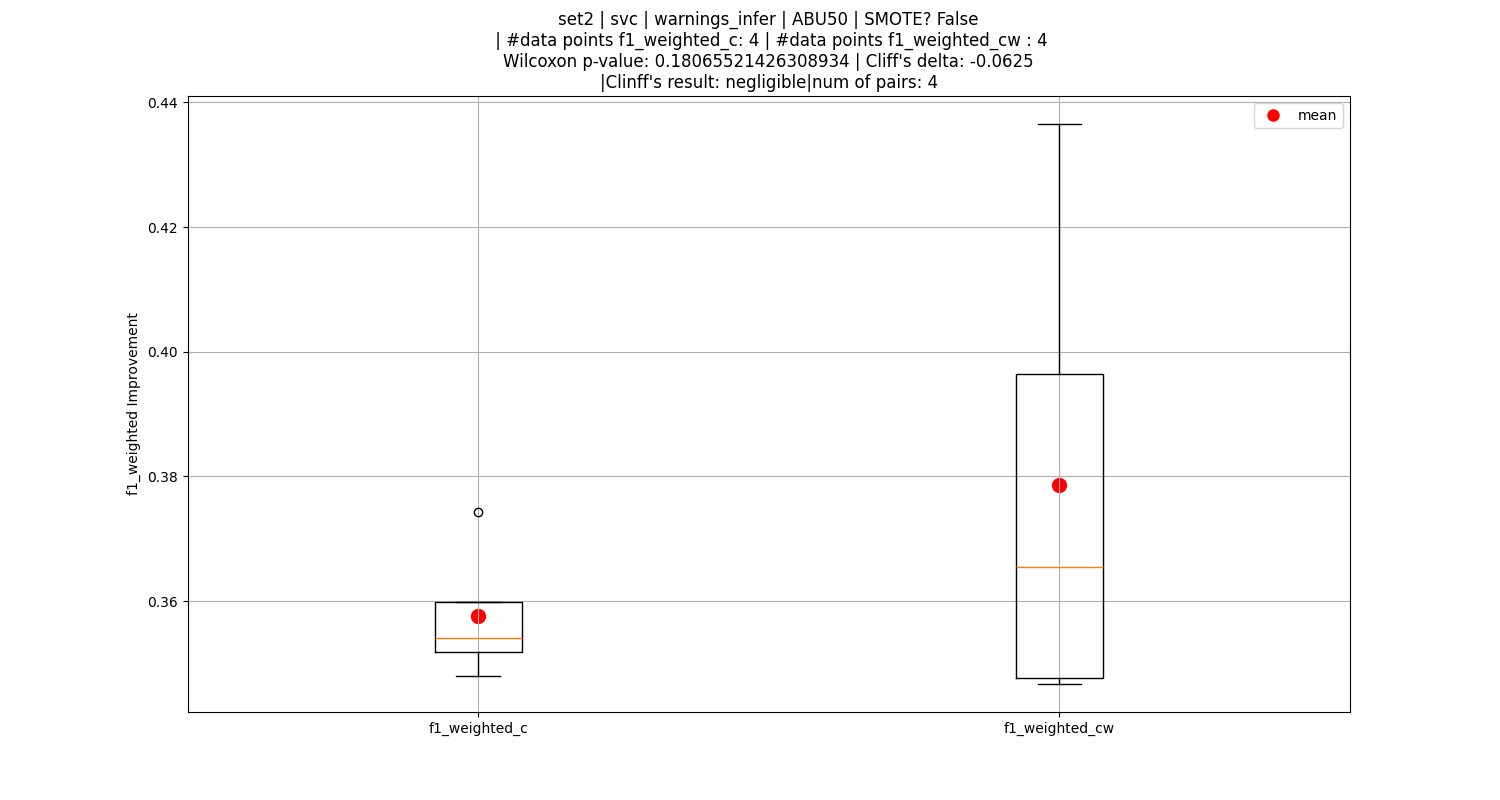 set2 | svc | warnings_infer | ABU50 | SMOTE? False
| #data points f1_weighted_c: 4 | #data points f1_weighted_cw : 4
Wilcoxon p-value: 0.18065521426308934 | Cliff's delta: -0.0625
|Clinff's result: negligible|num of pairs: 4
mean
0.44
0.42
0.40
0.38
0.36
f1_weighted Improvement
f1_weighted_c
f1_weighted_cw